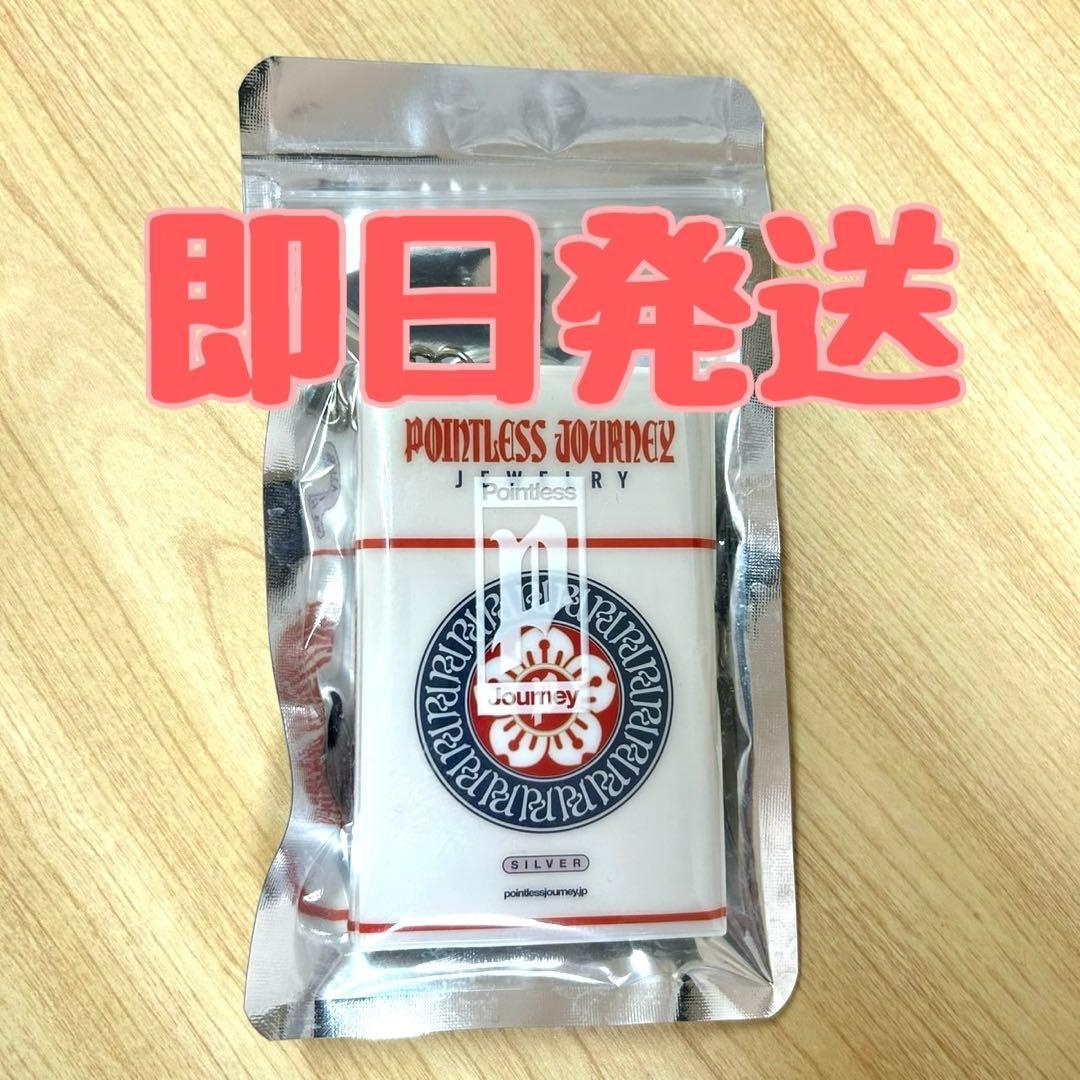 即日発送
POINTLESS JOURNEY
JEWELRY
Pointless
p
Journey
SILVER
pointlessjourney.jp